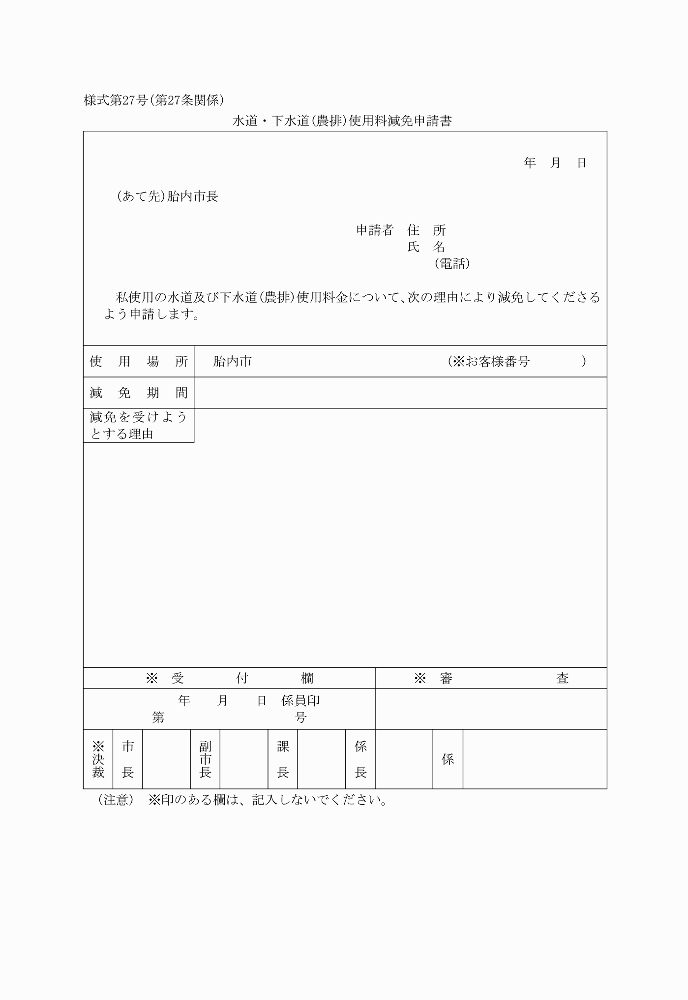 様式第27号(第27条関係)
水道・下水道(農排)使用料減免申請書
年　月　日
(あて先)胎内市長
申請者　住　所
氏　名
(電話)
私使用の水道及び下水道(農排)使用料金について、次の理由により減免してくださる
よう申請します。
使　用　場　所　胎内市　(※お客様番号　　　　)
減　免　期　間
減免を受けよう
とする理由
※　受　　　　付　　　　欄　※　審　　　　　　　　査
年　　月　　日　係員印
第　　　　　　　　　　号
※決裁　市長　副市長　課長　係長　係
(注意)　※印のある欄は、記入しないでください。